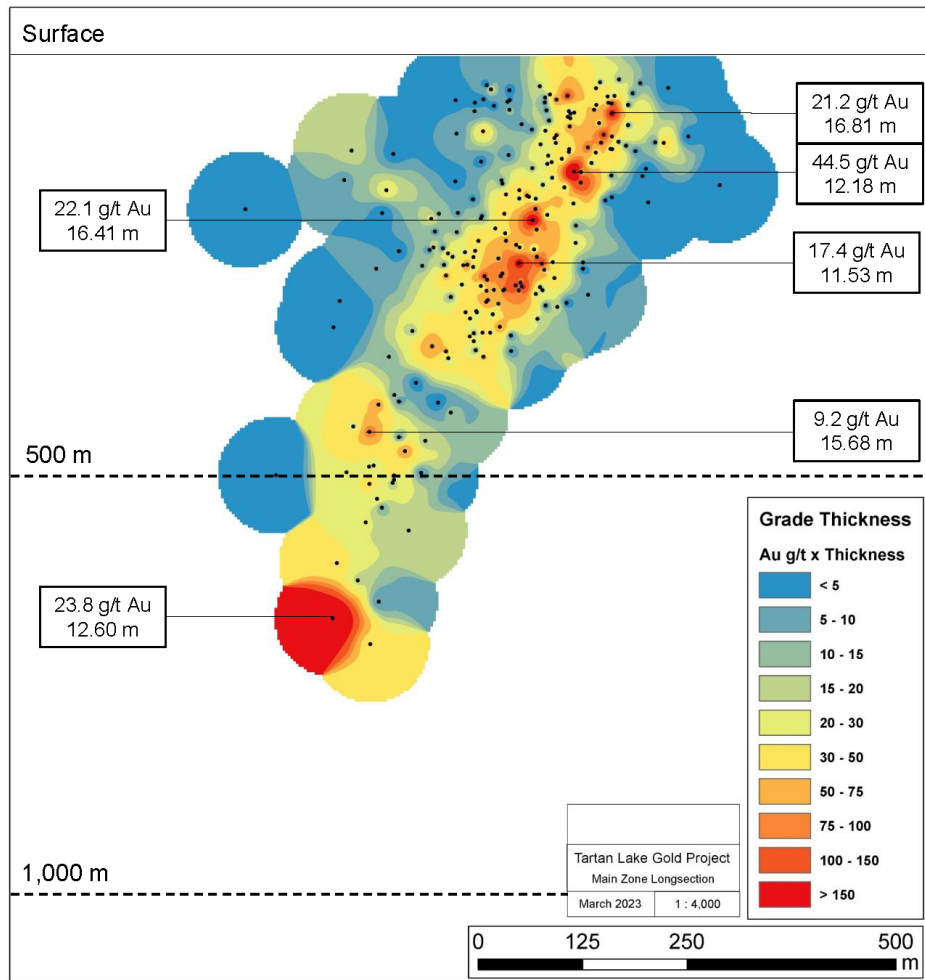 Surface
21.2 g/t Au
16.81 m
44.5 g/t Au
12.18 m
22.1 g/t Au
16.41 m
17.4 g/t Au
11.53 m
9.2 g/t Au
15.68 m
500 m
23.8 g/t Au
12.60 m
Grade Thickness
Au g/t x Thickness
< 5
5 - 10
10 - 15
15 - 20
20 - 30
30 - 50
50 - 75
75 - 100
100 - 150
> 150
1,000 m
Tartan Lake Gold Project
Main Zone Longsection
March 2023 1 : 4,000
0 125 250 500
m